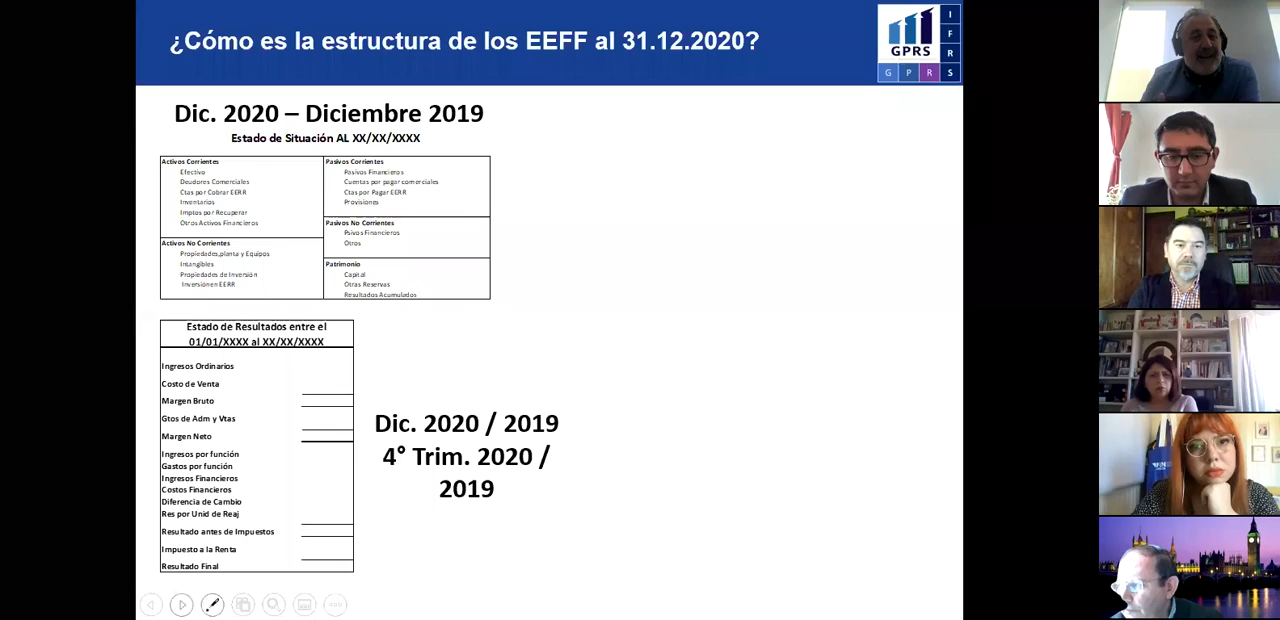 ¿Cómo es la estructura de los EEFF al 31.12.2020?
GPRS
G P R S
I
F
R
Dic. 2020 – Diciembre 2019
Estado de Situación AL XX/XX/XXXX
Activos Corrientes
Efectivo
Deudores Comerciales
Ctas por Cobrar EERR
Inventarios
Imptos por Recuperar
Otros Activos Financieros
Activos No Corrientes
Propiedades,planta y Equipos
Intangibles
Propiedades de Inversión
Inversiónen EERR
Pasivos Corrientes
Pasivos Financieros
Cuentas por pagar comerciales
Ctas por Pagar EERR
Provisiones
Pasivos No Corrientes
Psivos Financieros
Otros
Patrimonio
Capital
Otras Reservas
Resultados Acumulados
Estado de Resultados entre el
01/01/XXXX al XX/XX/XXXX
Ingresos Ordinarios
Costo de Venta
Margen Bruto
Gtos de Adm y Vtas
Margen Neto
Ingresos por función
Gastos por función
Ingresos Financieros
Costos Financieros
Diferencia de Cambio
Res por Unid de Reaj
Resultado antes de Impuestos
Impuesto a la Renta
Resultado Final
Dic. 2020 / 2019
4° Trim. 2020 /
2019